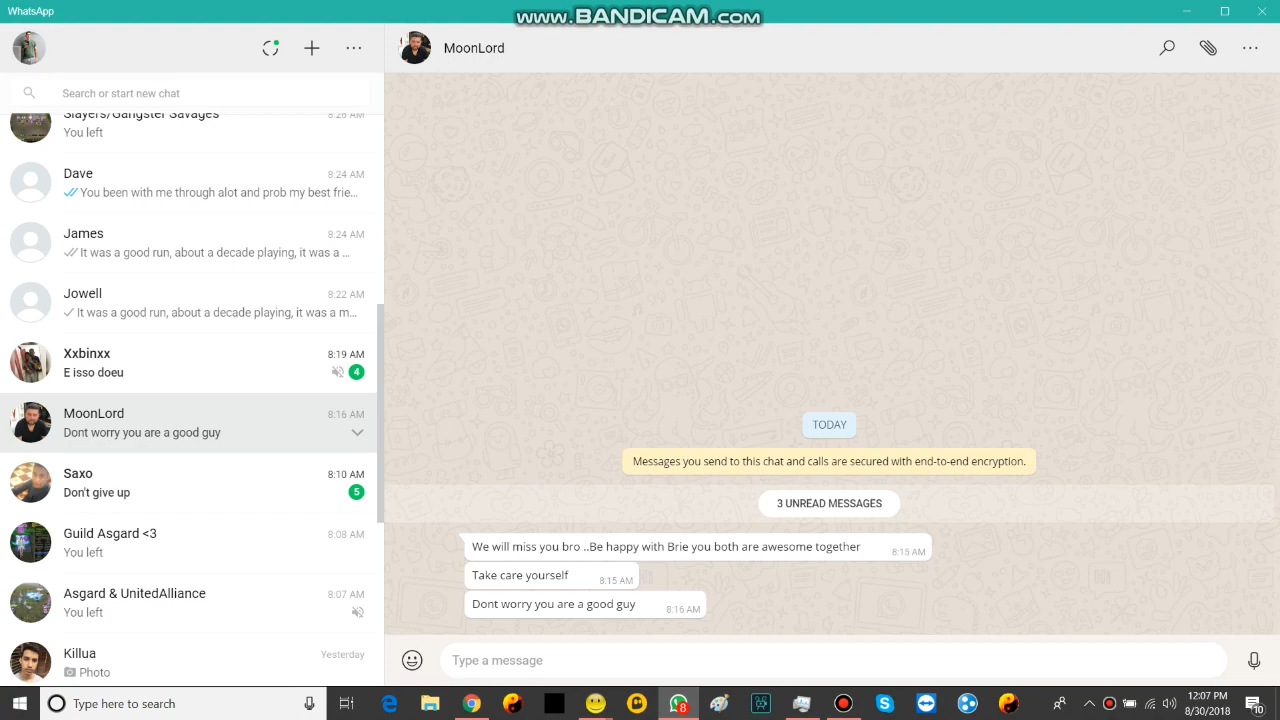 WhatsApp
www.BANDICAM.com
MoonLord
Search or start new chat
Slayers/Gangster Savages 8:26 AM
You left
Dave 8:24 AM
You been with me through alot and prob my best frie...
James 8:24 AM
It was a good run, about a decade playing, it was a ...
Jowell 8:22 AM
It was a good run, about a decade playing, it was a m...
Xxbinxx 8:19 AM
E isso doeu 4
MoonLord 8:16 AM
Dont worry you are a good guy
Saxo 8:10 AM
Don't give up 5
Guild Asgard <3 8:08 AM
You left
Asgard & UnitedAlliance 8:07 AM
You left
Killua Yesterday
Photo
TODAY
Messages you send to this chat and calls are secured with end-to-end encryption.
3 UNREAD MESSAGES
We will miss you bro ..Be happy with Brie you both are awesome together 8:15 AM
Take care yourself 8:15 AM
Dont worry you are a good guy 8:16 AM
Type a message
Type here to search
8
12:07 PM
8/30/2018
10